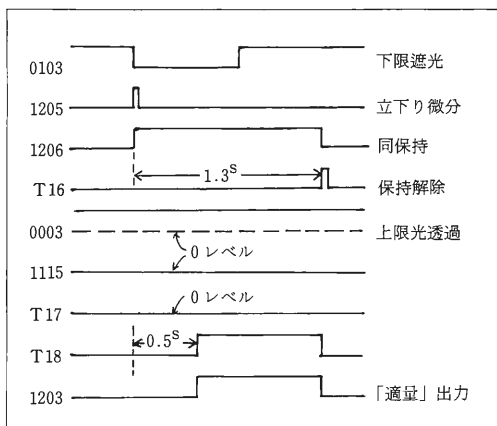 0103 下限遮光
1205 立下り微分
1206 同保持
1.3S
T16 保持解除
0003 上限光透過
0レベル
1115
0レベル
T17
0.5S
T18
1203 「適量」出力